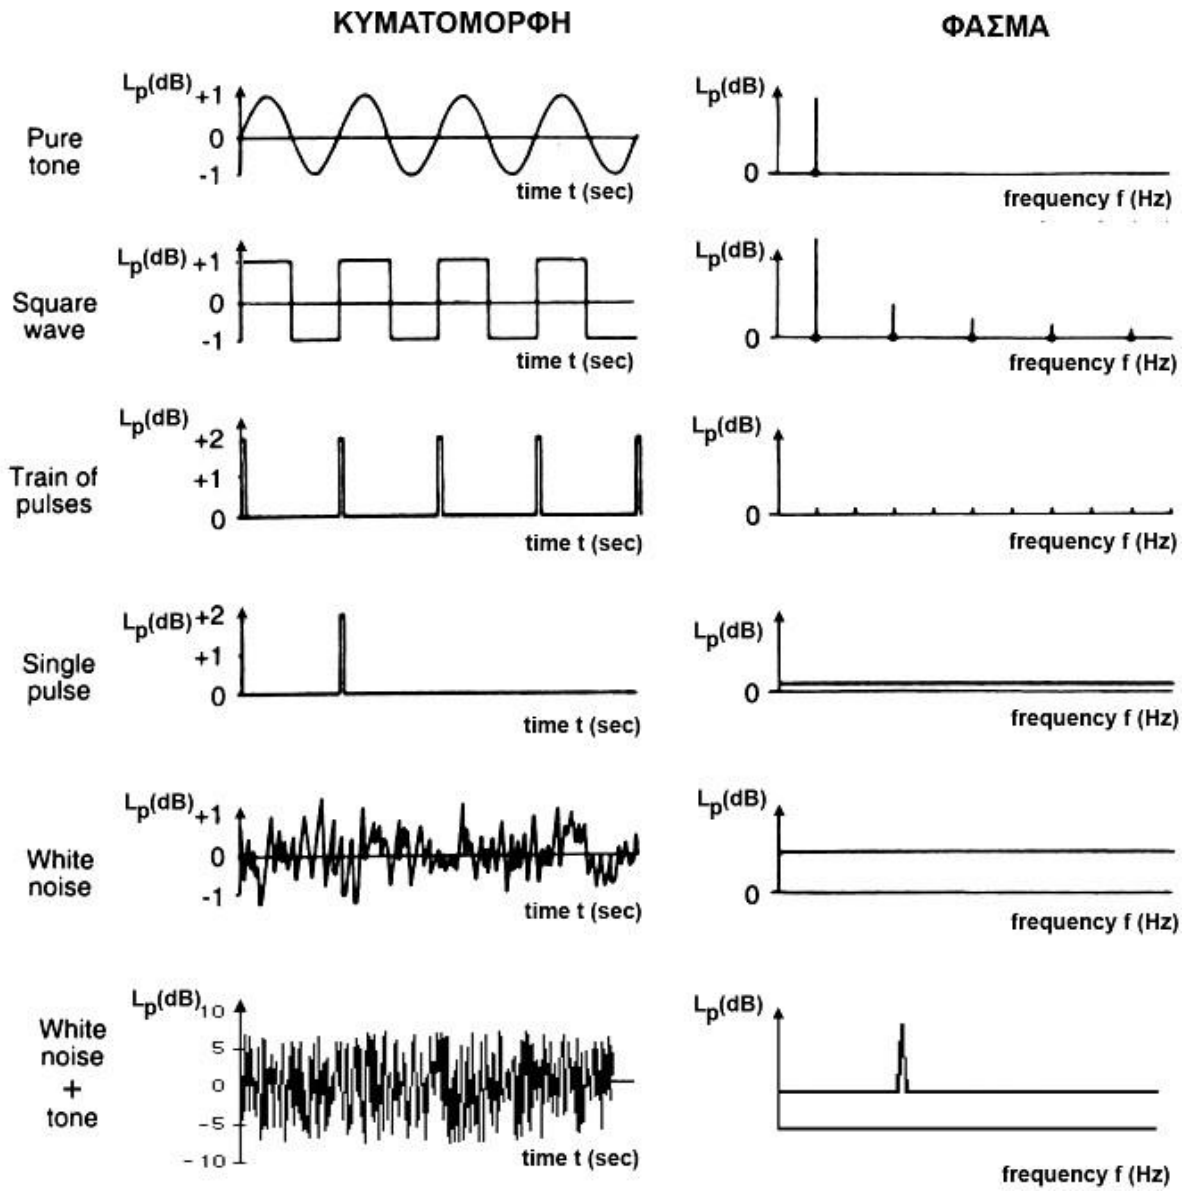 ΚΥΜΑΤΟΜΟΡΦΗ
ΦΑΣΜΑ
Pure
tone
Lp(dB)
+1
0
-1
time t (sec)
Lp(dB)
0
frequency f (Hz)
Square
wave
Lp(dB)
+1
0
-1
time t (sec)
Lp(dB)
0
frequency f (Hz)
Train of
pulses
Lp(dB)
+2
+1
0
time t (sec)
Lp(dB)
0
frequency f (Hz)
Single
pulse
Lp(dB)
+2
+1
0
time t (sec)
Lp(dB)
0
frequency f (Hz)
White
noise
Lp(dB)
+1
0
-1
time t (sec)
Lp(dB)
0
frequency f (Hz)
White
noise
+
tone
Lp(dB)
10
5
0
-5
-10
time t (sec)
Lp(dB)
frequency f (Hz)